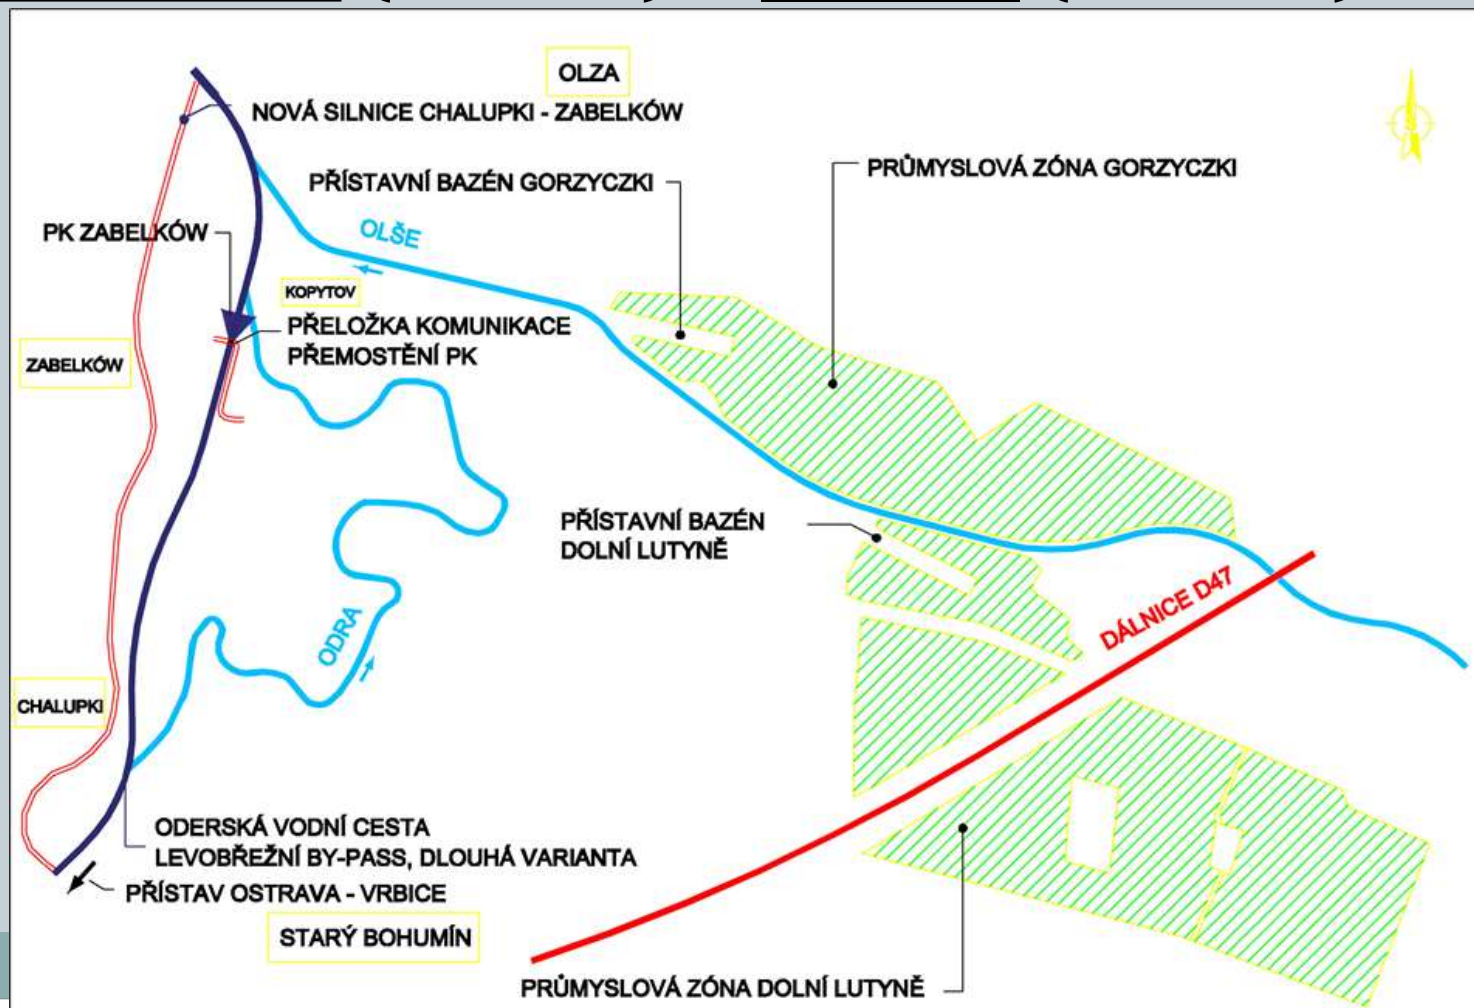 OLZA
NOVÁ SILNICE CHALUPKI - ZABELKÓW
PŘÍSTAVNÍ BAZÉN GORZYCZKI
PRŮMYSLOVÁ ZÓNA GORZYCZKI
PK ZABELKÓW
OLŠE
KOPYTOV
PŘELOŽKA KOMUNIKACE
PŘEMOSTĚNÍ PK
ZABELKÓW
PŘÍSTAVNÍ BAZÉN
DOLNÍ LUTYNĚ
DÁLNICE D47
ODRA
CHALUPKI
ODERSKÁ VODNÍ CESTA
LEVOBŘEŽNÍ BY-PASS, DLOUHÁ VARIANTA
PŘÍSTAV OSTRAVA - VRBICE
STARÝ BOHUMÍN
PRŮMYSLOVÁ ZÓNA DOLNÍ LUTYNĚ